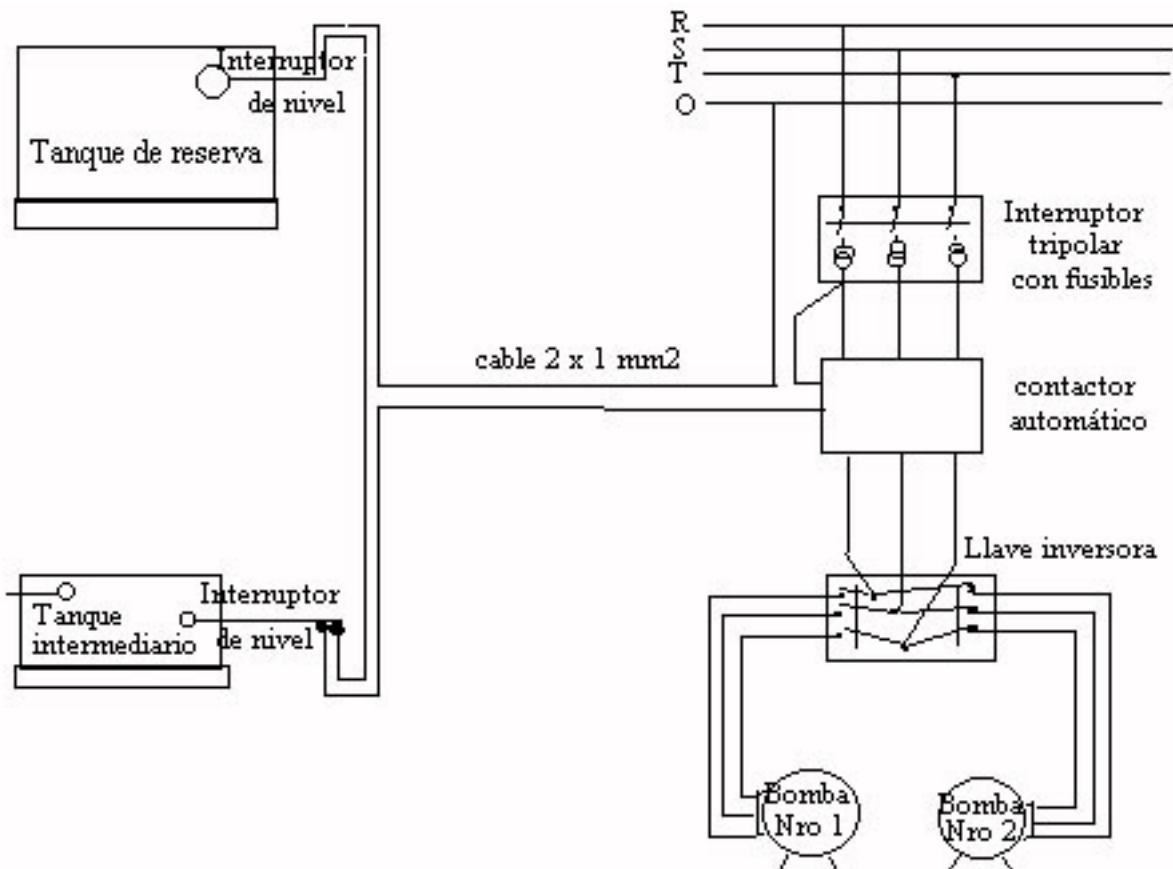 Interruptor
de nivel
Tanque de reserva
R
S
T
O
Interruptor
tripolar
con fusibles
cable 2 x 1 mm2
contactor
automático
Llave inversora
Interruptor
de nivel
Tanque
intermediario
Bomba
Nro 1
Bomba
Nro 2